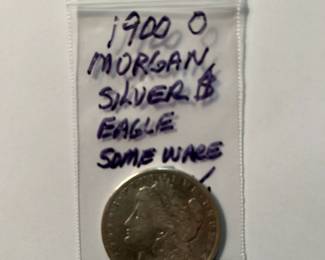 1900 O
MORGAN
SILVER $
EAGLE
SOME WARE